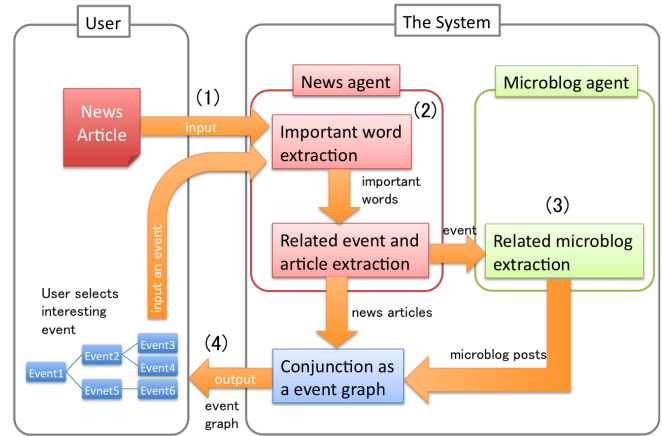 User
The System
News agent
Microblog agent
(1)
(2)
News
Article
input
Important word
extraction
important
words
input an event
(3)
event
Related event and
article extraction
Related microblog
extraction
User selects
interesting
event
news articles
(4)
microblog posts
Event1
Event2
Event3
Event4
Evnet5
Event6
output
event
graph
Conjunction as
a event graph